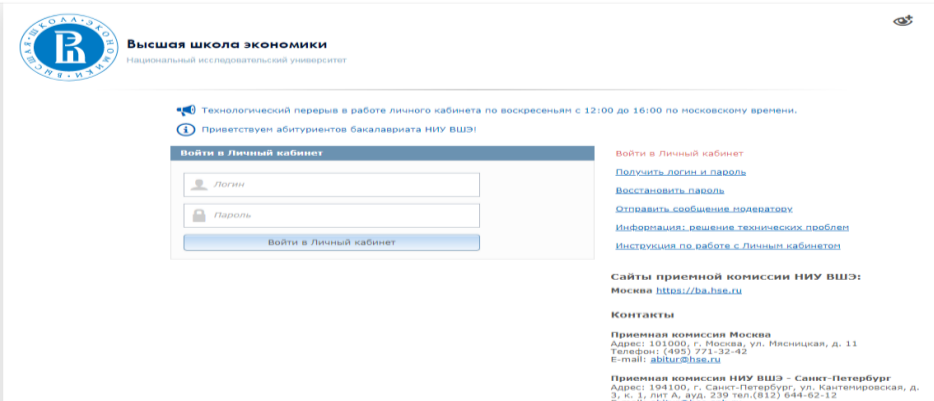 ВЫСШАЯ ШКОЛА ЭКОНОМИКИ
Высшая школа экономики
Национальный исследовательский университет
Технологический перерыв в работе личного кабинета по воскресеньям с 12:00 до 16:00 по московскому времени.
Приветствуем абитуриентов бакалавриата НИУ ВШЭ!
Войти в Личный кабинет
Логин
Пароль
Войти в Личный кабинет
Войти в Личный кабинет
Получить логин и пароль
Восстановить пароль
Отправить сообщение модератору
Информация: решение технических проблем
Инструкция по работе с Личным кабинетом
Сайты приемной комиссии НИУ ВШЭ:
Москва https://ba.hse.ru
Контакты
Приемная комиссия Москва
Адрес: 101000, г. Москва, ул. Мясницкая, д. 11
Телефон: (495) 771-32-42
E-mail: abitur@hse.ru
Приемная комиссия НИУ ВШЭ - Санкт-Петербург
Адрес: 194100, г. Санкт-Петербург, ул. Кантемировская, д.
3, к. 1, лит А, ауд. 239 тел.(812) 644-62-12